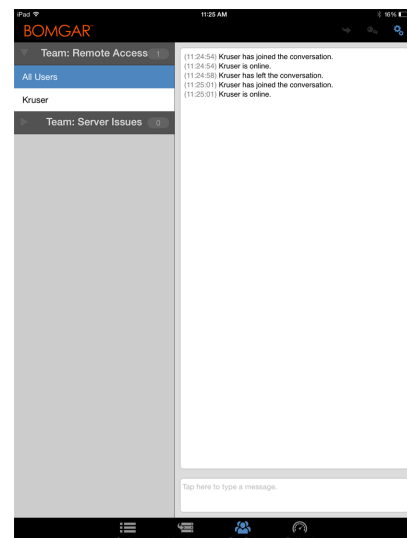 iPad 11:25 AM 16%
BOMGAR
Team: Remote Access 1
All Users
Kruser
Team: Server Issues 0
(11:24:54) Kruser has joined the conversation.
(11:24:54) Kruser is online.
(11:24:58) Kruser has left the conversation.
(11:25:01) Kruser has joined the conversation.
(11:25:01) Kruser is online.
Tap here to type a message.